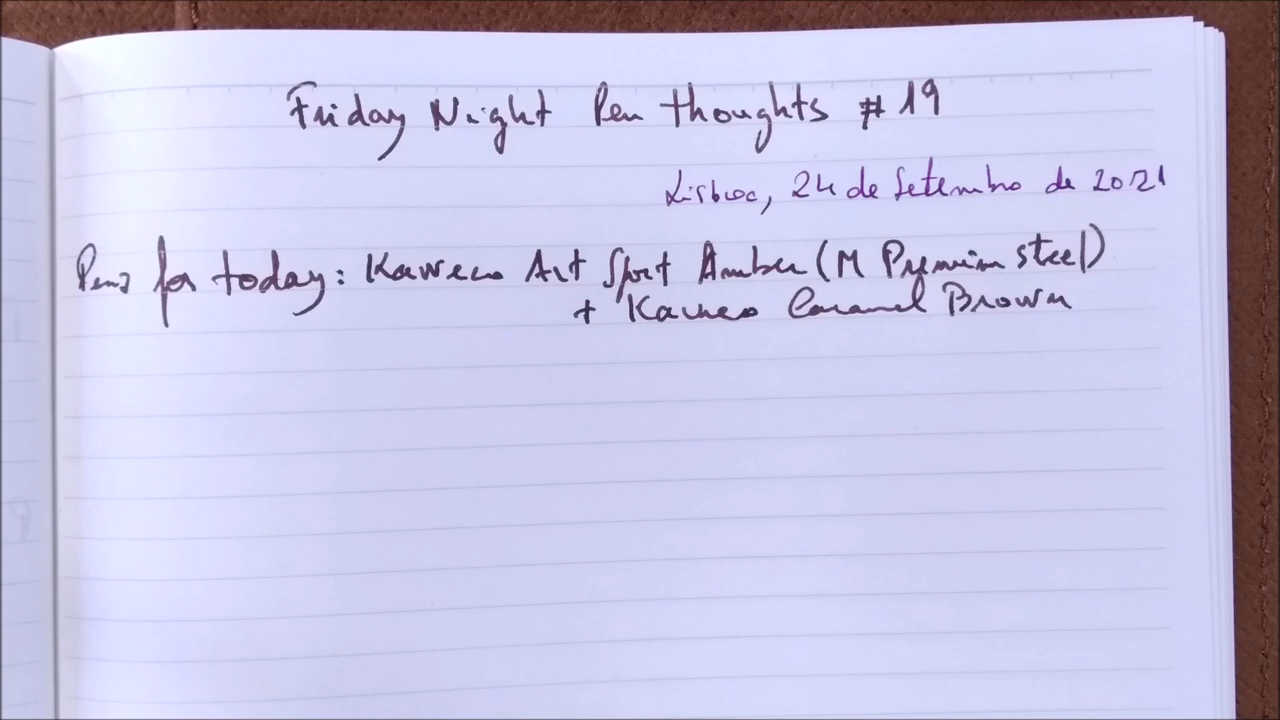 Friday Night Pen thoughts # 19
Lisboa, 24 de Setembro de 2021
Pens for today: Kaweco Art Sport Amber (M Premium steel)
+ Kaweco Caramel Brown